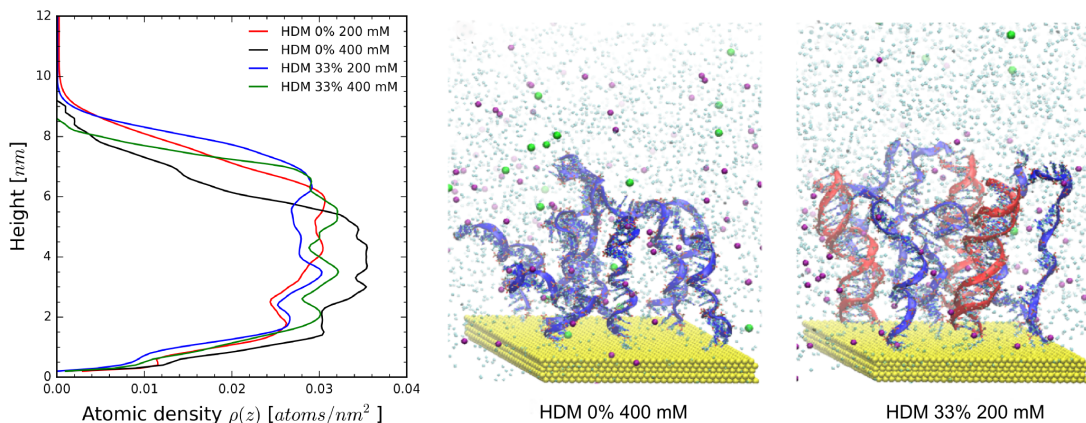 12
10
8
6
4
2
0
Height [nm]
HDM 0% 200 mM
HDM 0% 400 mM
HDM 33% 200 mM
HDM 33% 400 mM
0.00 0.01 0.02 0.03 0.04
Atomic density ρ(z) [atoms/nm² ]
HDM 0% 400 mM
HDM 33% 200 mM